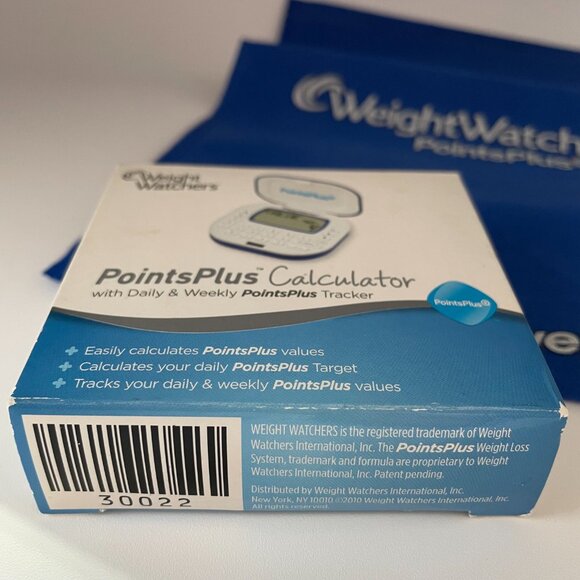 WeightWatch
PointsPlus
Weight
Watchers
PointsPlus
PointsPlus™ Calculator
with Daily & Weekly PointsPlus Tracker
PointsPlus
ve
+ Easily calculates PointsPlus values
+ Calculates your daily PointsPlus Target
+ Tracks your daily & weekly PointsPlus values
30022
WEIGHT WATCHERS is the registered trademark of Weight
Watchers International, Inc. The PointsPlus Weight Loss
System, trademark and formula are proprietary to Weight
Watchers International, Inc. Patent pending.
Distributed by Weight Watchers International, Inc.
New York, NY 10010 ©2010 Weight Watchers International, Inc.
All rights reserved.